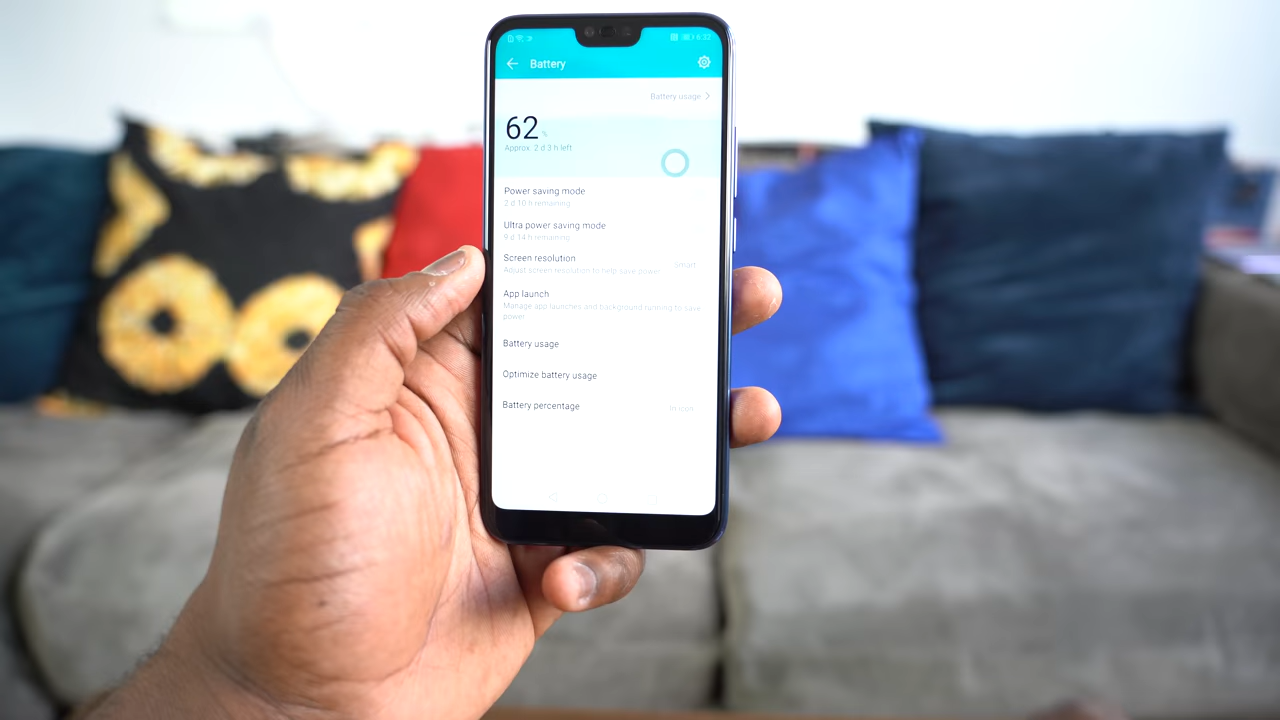 6:32
Battery
Battery usage
62 %
Approx. 2 d 3 h left
Power saving mode
2 d 10 h remaining
Ultra power saving mode
9 d 14 h remaining
Screen resolution
Adjust screen resolution to help save power
Smart
App launch
Manage app launches and background running to save
power
Battery usage
Optimize battery usage
Battery percentage
In icon